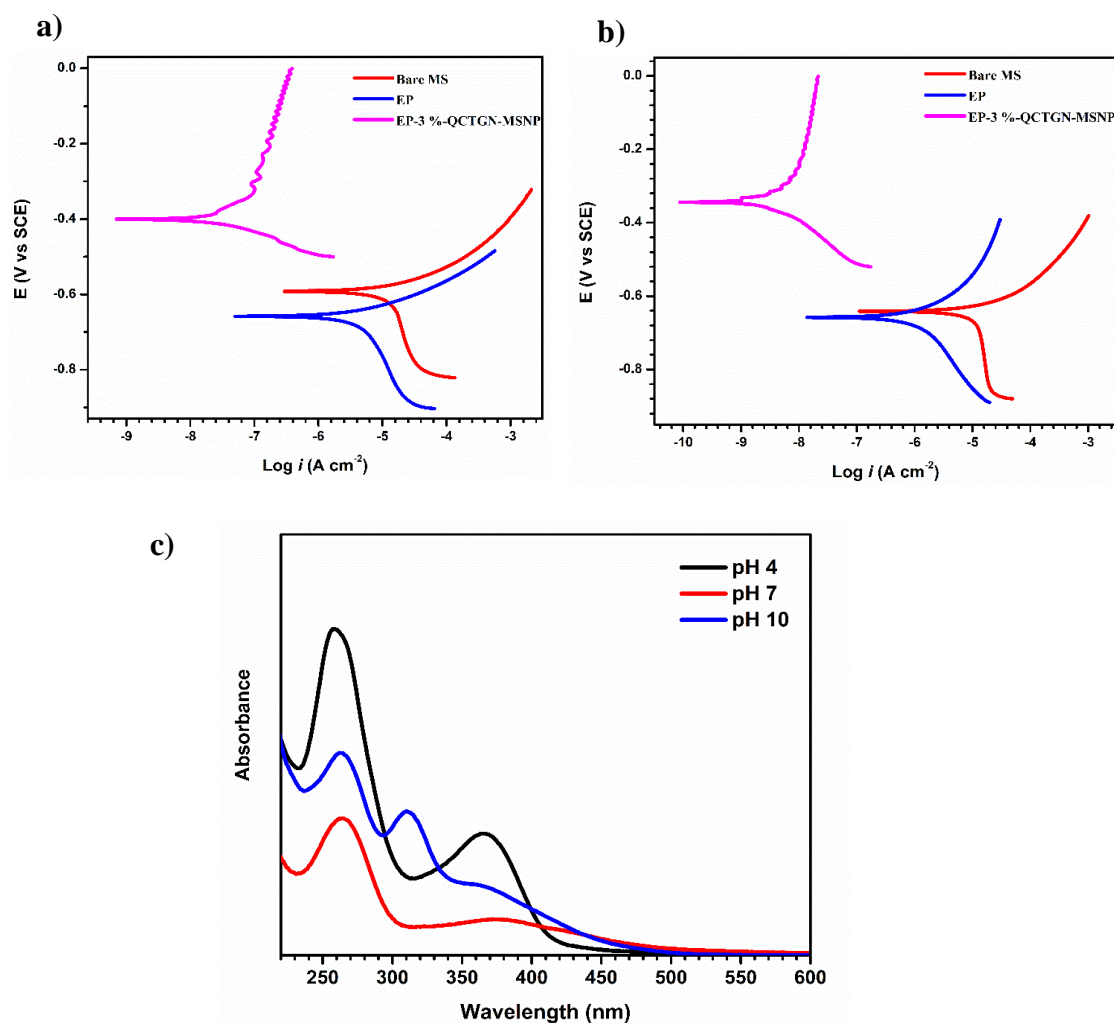 a)
0.0
-0.2
-0.4
-0.6
-0.8
E (V vs SCE)
Bare MS
EP
EP-3 %-QCTGN-MSNP
-9 -8 -7 -6 -5 -4 -3
Log i (A cm-2)
b)
0.0
-0.2
-0.4
-0.6
-0.8
E (V vs SCE)
Bare MS
EP
EP-3 %-QCTGN-MSNP
-10 -9 -8 -7 -6 -5 -4 -3
Log i (A cm-2)
c)
Absorbance
pH 4
pH 7
pH 10
250 300 350 400 450 500 550 600
Wavelength (nm)